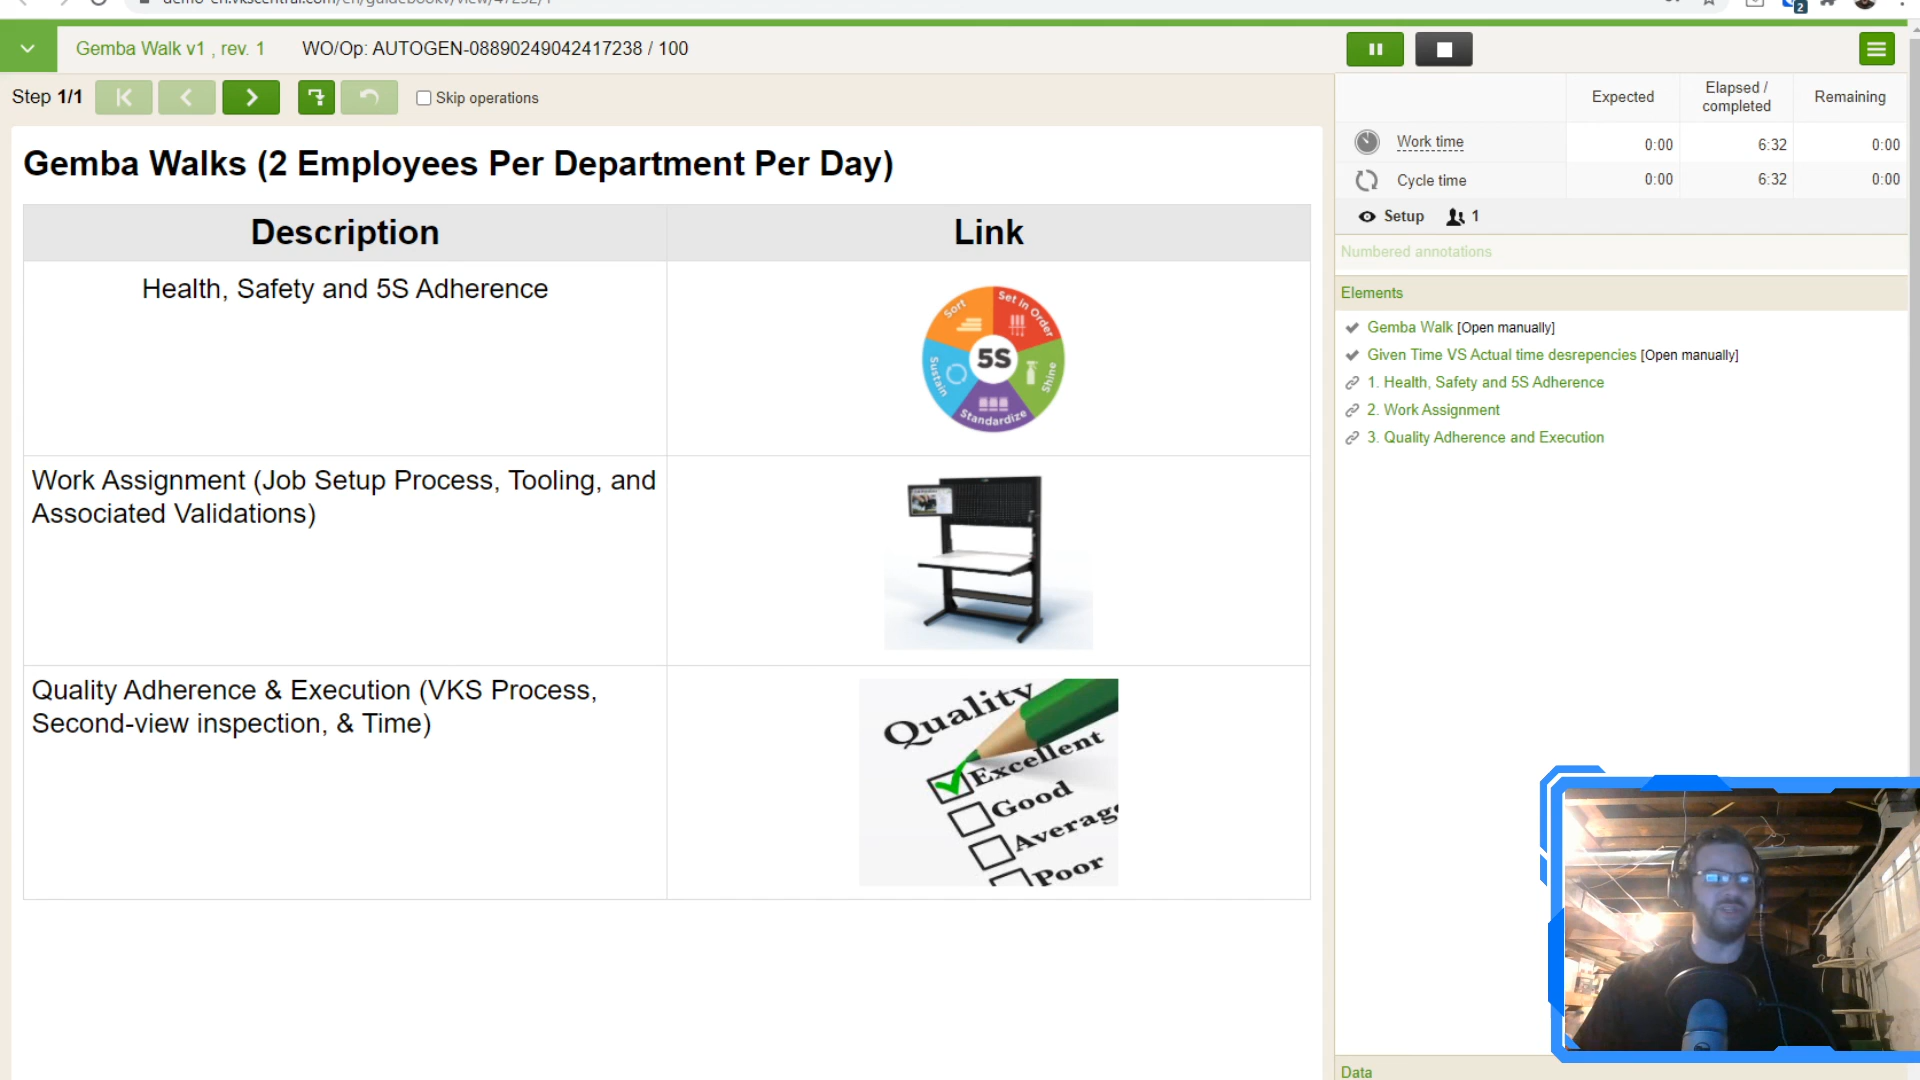 2
Gemba Walk v1 , rev. 1
WO/Op: AUTOGEN-08890249042417238 / 100
Step 1/1
Skip operations
Gemba Walks (2 Employees Per Department Per Day)
Description
Link
Health, Safety and 5S Adherence
Sort
Set in Order
5S
Sustain
Shine
Standardize
Work Assignment (Job Setup Process, Tooling, and
Associated Validations)
Quality Adherence & Execution (VKS Process,
Second-view inspection, & Time)
Quality
Excellent
Good
Average
Poor
Expected
Elapsed /
completed
Remaining
Work time
0:00
6:32
0:00
Cycle time
0:00
6:32
0:00
Setup
1
Numbered annotations
Elements
Gemba Walk [Open manually]
Given Time VS Actual time desrepencies [Open manually]
1. Health, Safety and 5S Adherence
2. Work Assignment
3. Quality Adherence and Execution
Data